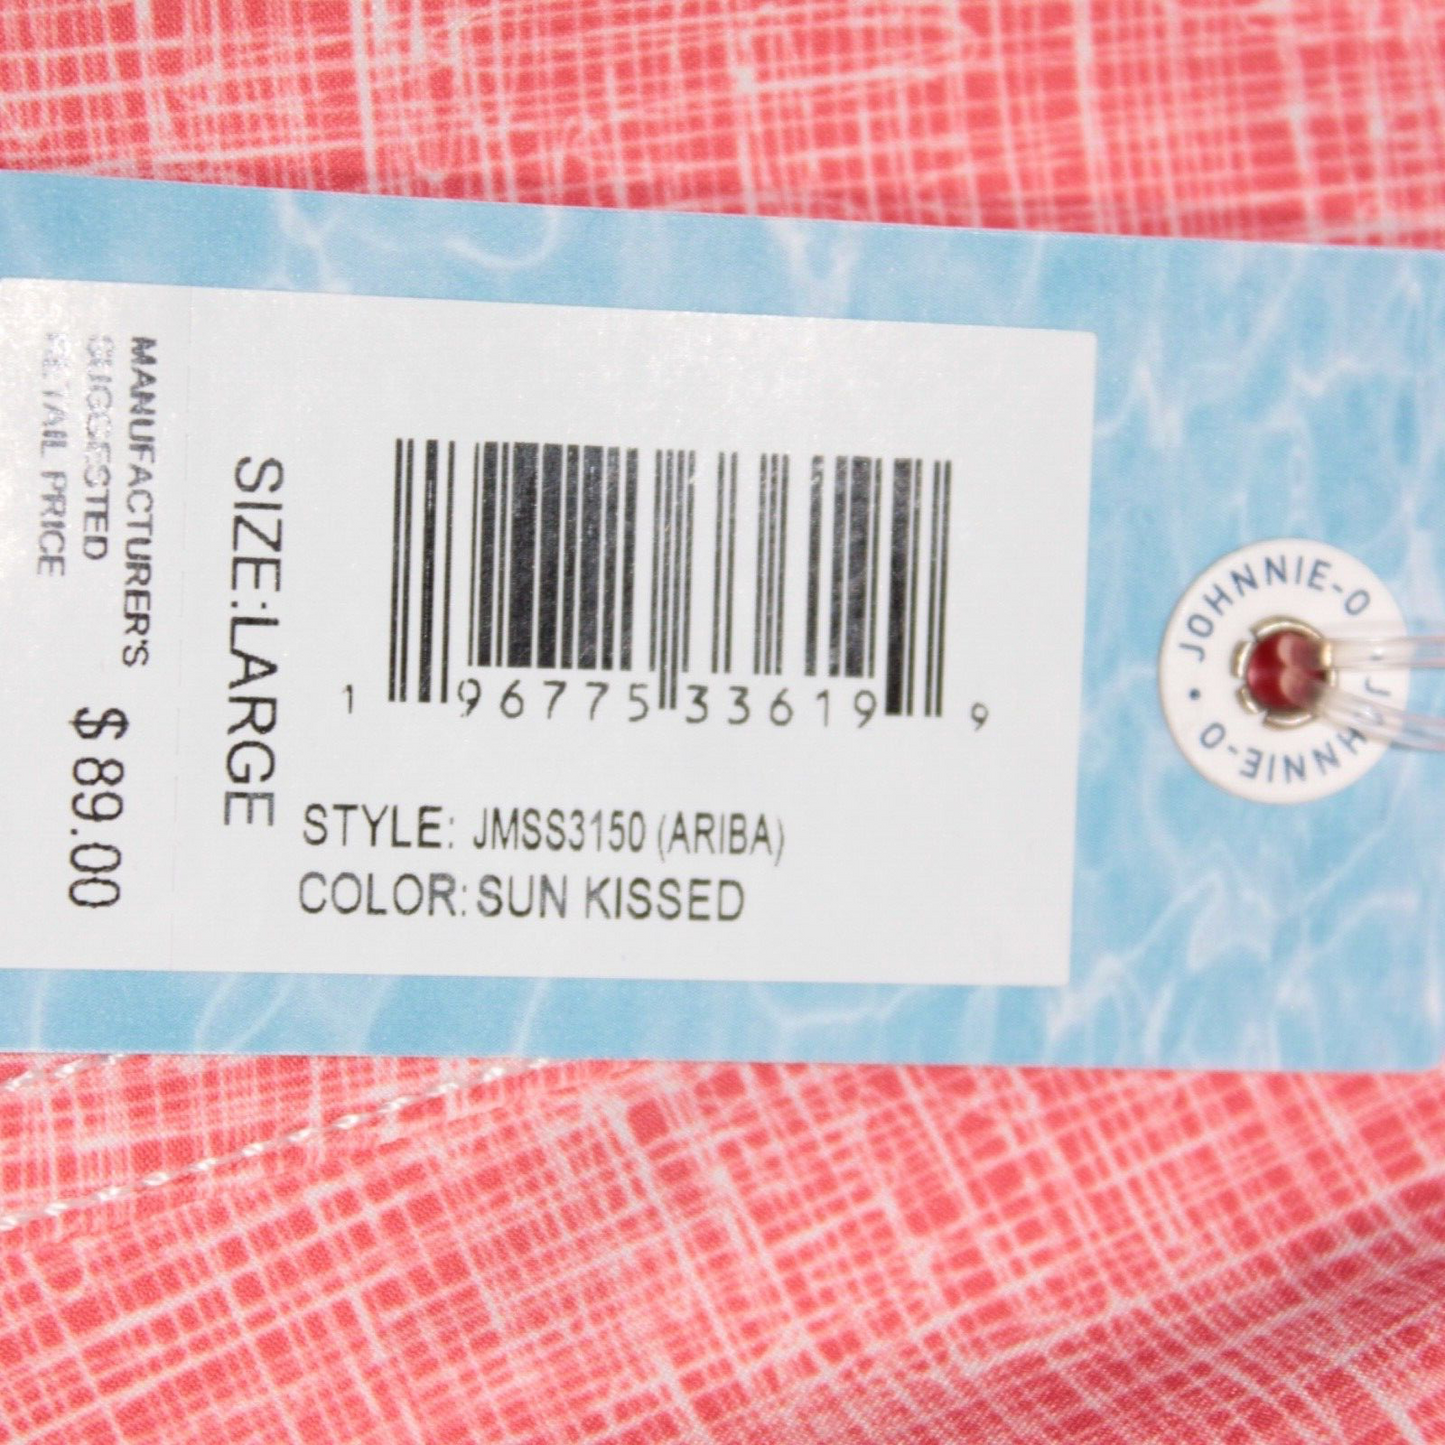 MANUFACTURER'S
SUGGESTED
RETAIL PRICE
$ 89.00
SIZE:LARGE
1 96775 33619 9
STYLE: JMSS3150 (ARIBA)
COLOR: SUN KISSED
JOHNNIE-O • JOHNNIE-O •